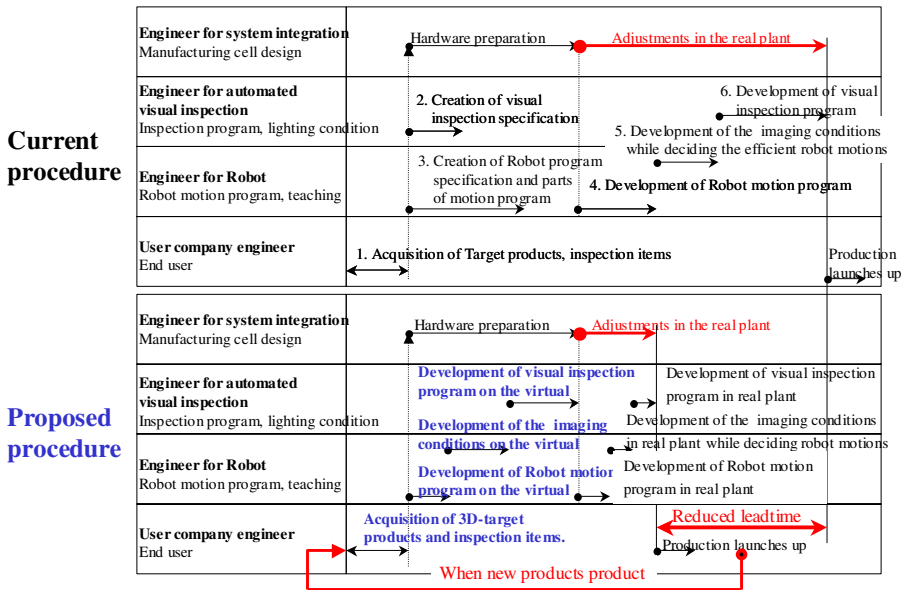 Current
procedure
Engineer for system integration
Manufacturing cell design
Hardware preparation
Adjustments in the real plant
Engineer for automated
visual inspection
Inspection program, lighting condition
2. Creation of visual
inspection specification
6. Development of visual
inspection program
5. Development of the imaging conditions
while deciding the efficient robot motions
Engineer for Robot
Robot motion program, teaching
3. Creation of Robot program
specification and parts
of motion program
4. Development of Robot motion program
User company engineer
End user
1. Acquisition of Target products, inspection items
Production
launches up
Proposed
procedure
Engineer for system integration
Manufacturing cell design
Hardware preparation
Adjustments in the real plant
Engineer for automated
visual inspection
Inspection program, lighting condition
Development of visual inspection
program on the virtual
Development of visual inspection
program in real plant
Development of the imaging
conditions on the virtual
Development of the imaging conditions
in real plant while deciding robot motions
Engineer for Robot
Robot motion program, teaching
Development of Robot motion
program on the virtual
Development of Robot motion
program in real plant
User company engineer
End user
Acquisition of 3D-target
products and inspection items.
Reduced leadtime
Production launches up
When new products product